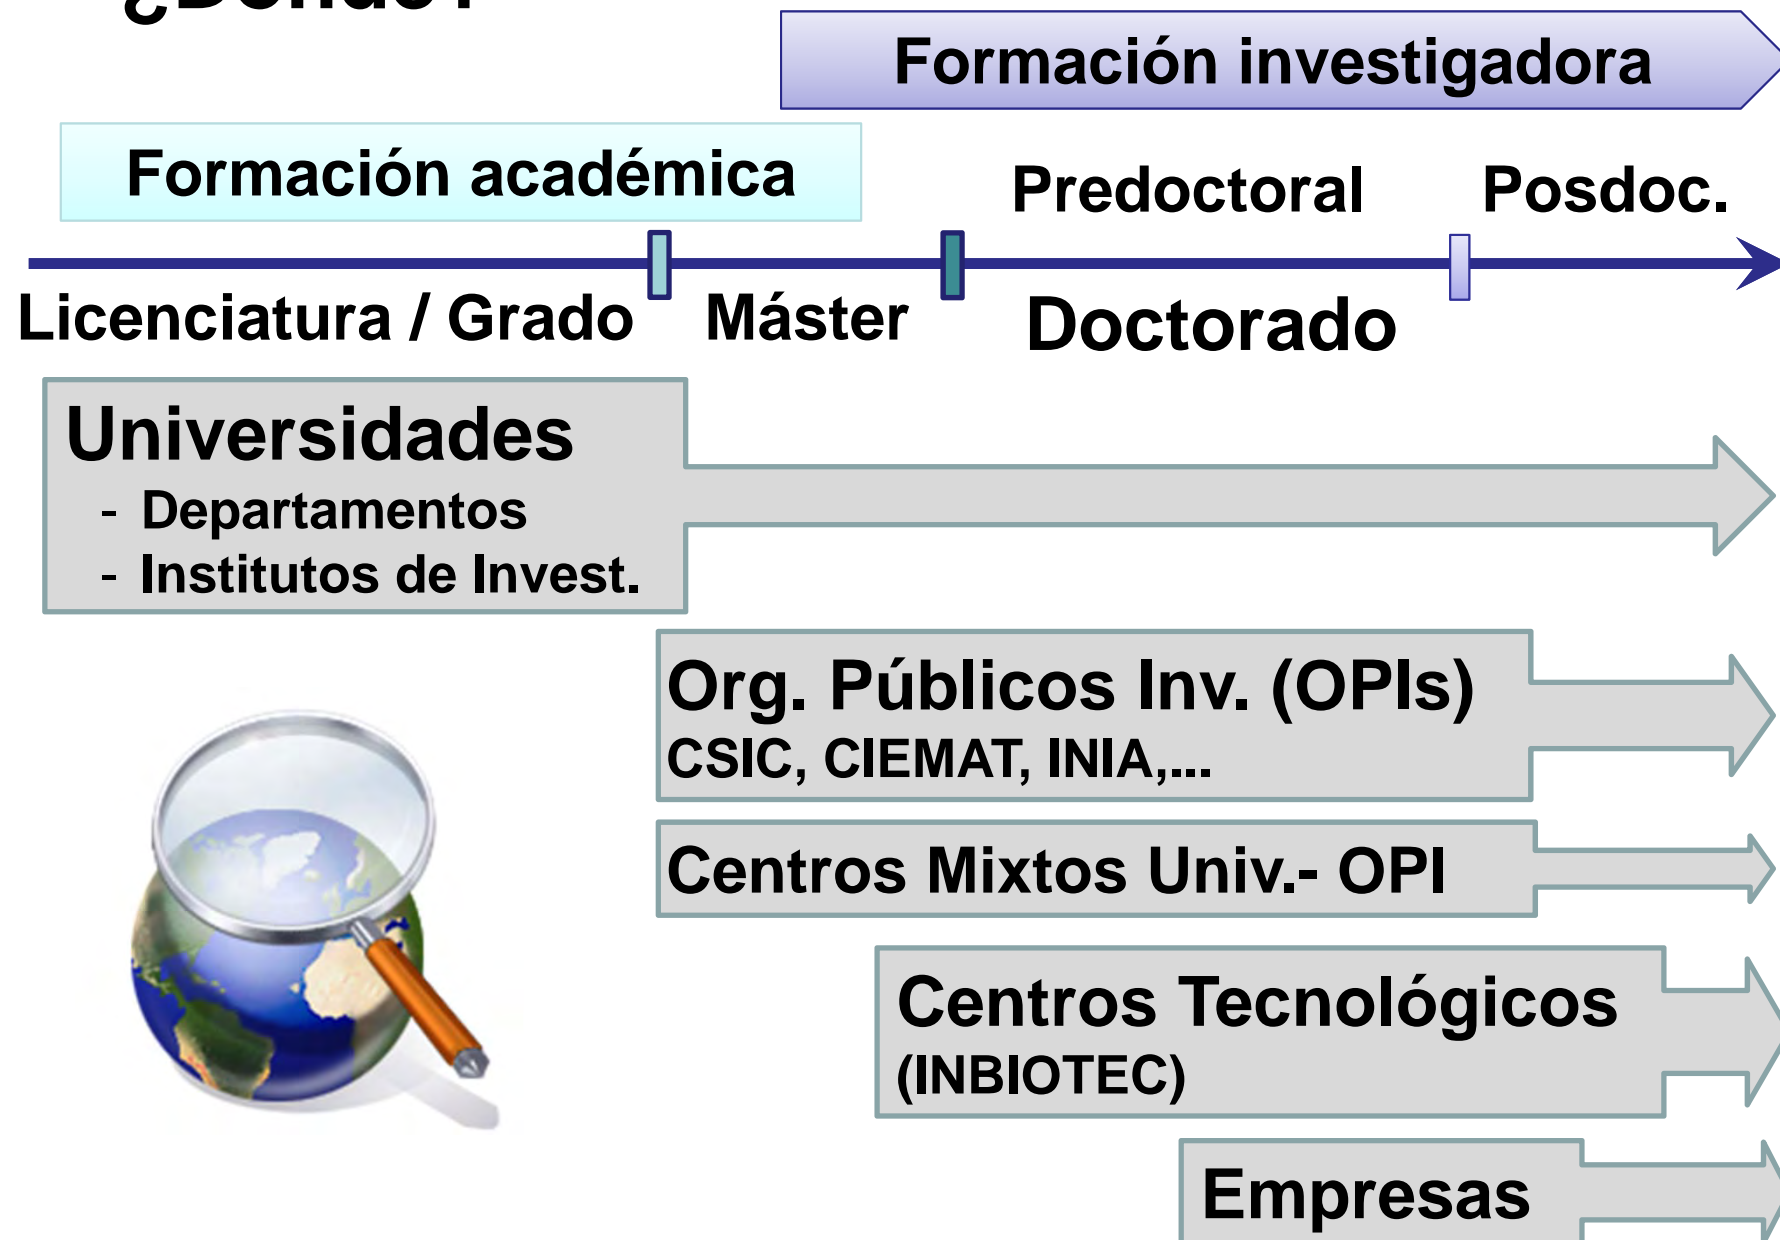 ¿Dónde?
Formación investigadora
Formación académica
Predoctoral
Posdoc.
Licenciatura / Grado
Máster
Doctorado
Universidades
- Departamentos
- Institutos de Invest.
Org. Públicos Inv. (OPIs)
CSIC, CIEMAT, INIA,...
Centros Mixtos Univ.- OPI
Centros Tecnológicos
(INBIOTEC)
Empresas